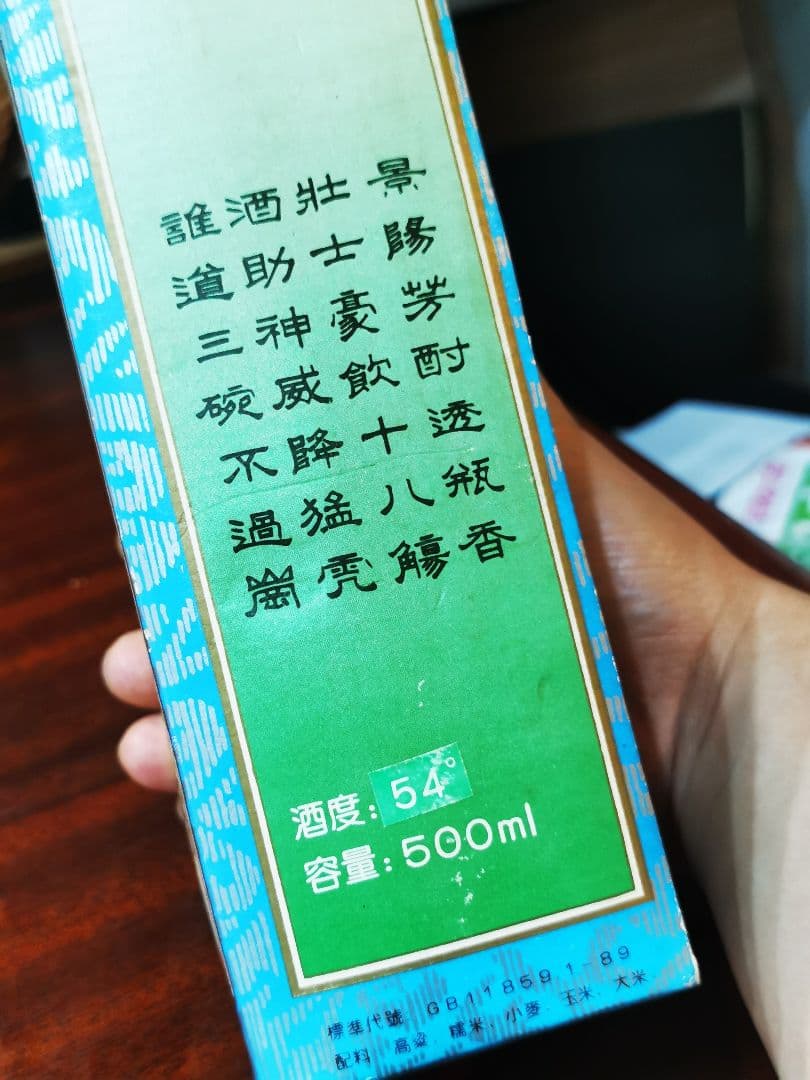 景陽芳酎透瓶香
壯士豪飲十八觴
酒助神威降猛虎
誰道三碗不過崗
酒度: 54°
容量: 500ml
標準代號 GB11859 1-89
配料 高粱、糯米、小麥、玉米、大米